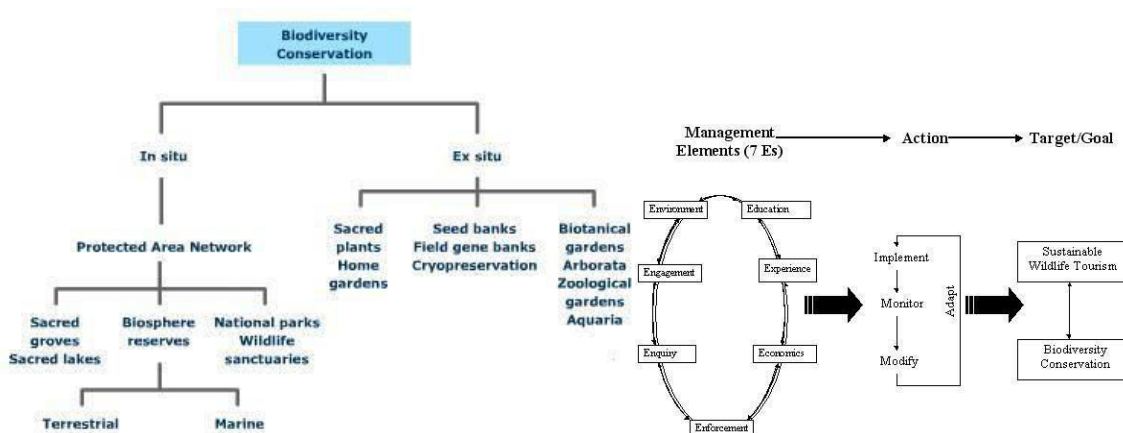 Biodiversity
Conservation
In situ
Ex situ
Protected Area Network
Sacred
plants
Home
gardens
Seed banks
Field gene banks
Cryopreservation
Biotanical
gardens
Arborata
Zoological
gardens
Aquaria
Sacred
groves
Sacred lakes
Biosphere
reserves
National parks
Wildlife
sanctuaries
Terrestrial
Marine
Management
Elements (7 Es)
Action
Target/Goal
Environment
Education
Engagement
Experience
Enquiry
Economics
Enforcement
Implement
Monitor
Modify
Adapt
Sustainable
Wildlife Tourism
Biodiversity
Conservation